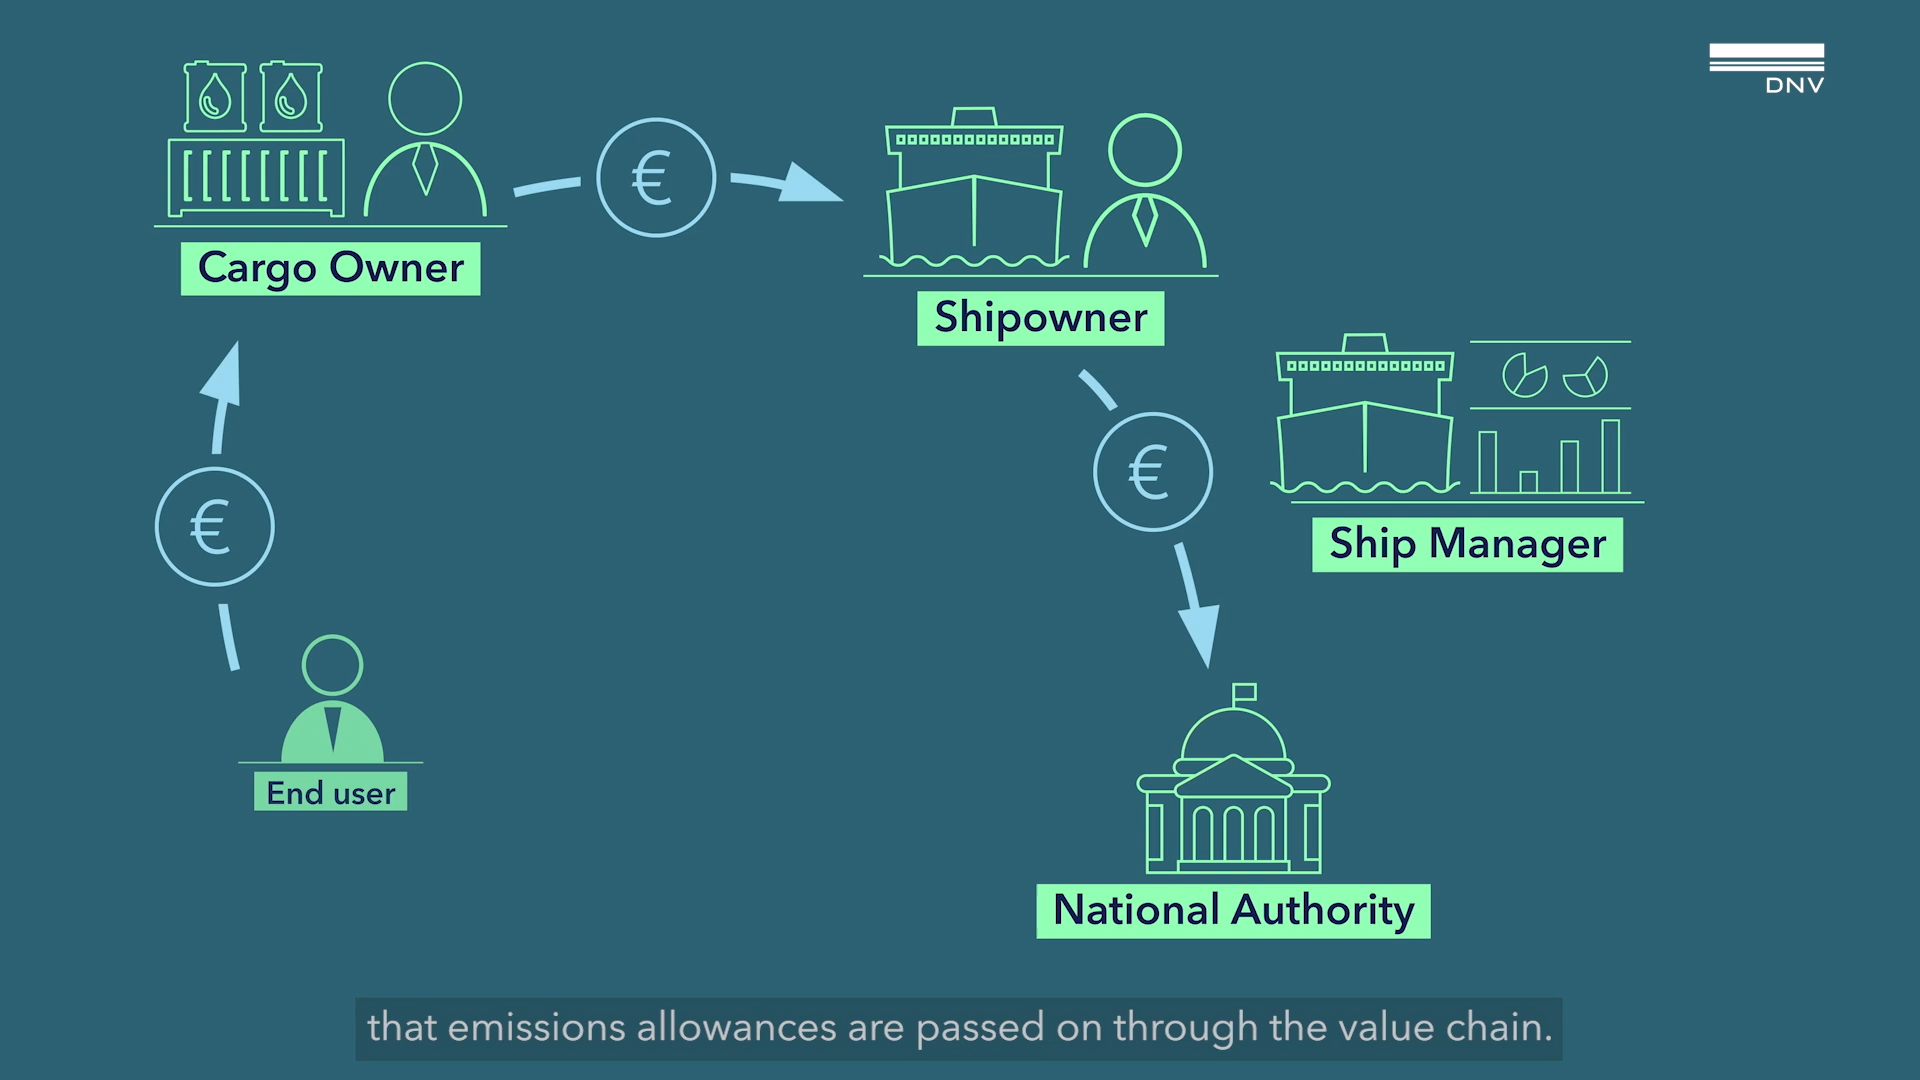 DNV
€
Cargo Owner
Shipowner
€
Ship Manager
€
End user
National Authority
that emissions allowances are passed on through the value chain.